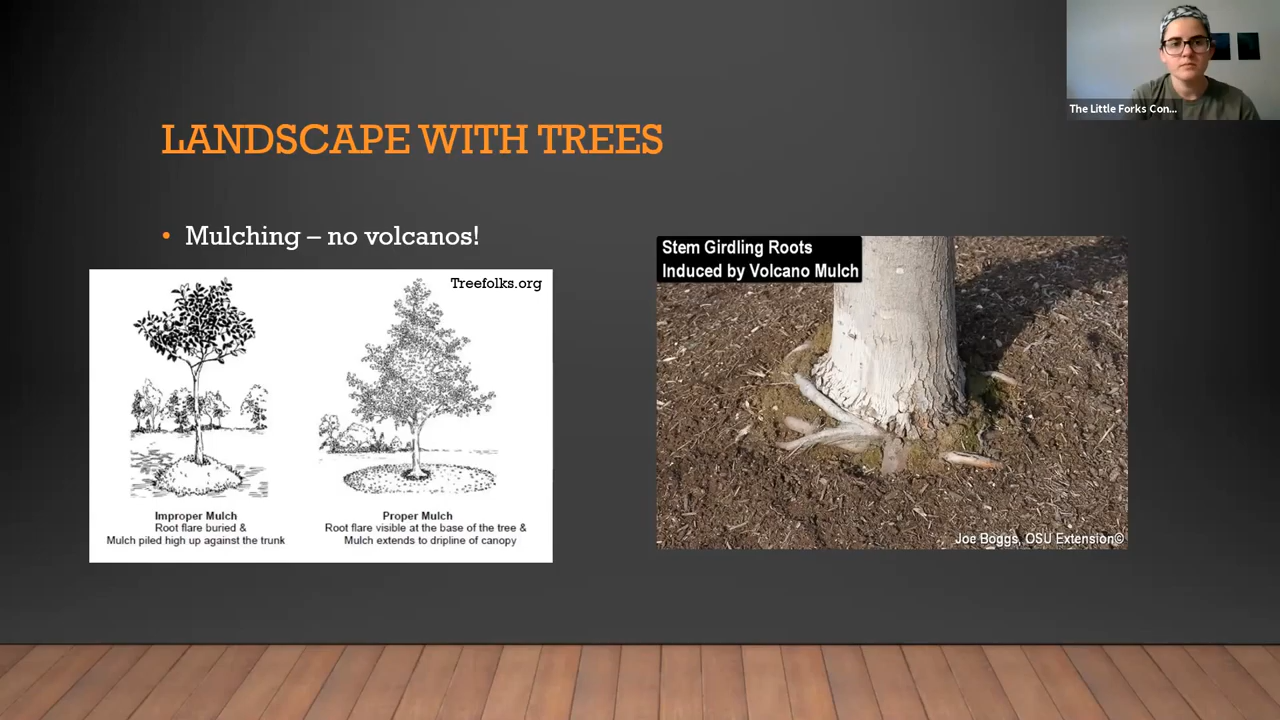 The Little Forks Con...
LANDSCAPE WITH TREES
• Mulching – no volcanos!
Treefolks.org
Improper Mulch
Root flare buried &
Mulch piled high up against the trunk
Proper Mulch
Root flare visible at the base of the tree &
Mulch extends to dripline of canopy
Stem Girdling Roots
Induced by Volcano Mulch
Joe Boggs, OSU Extension©